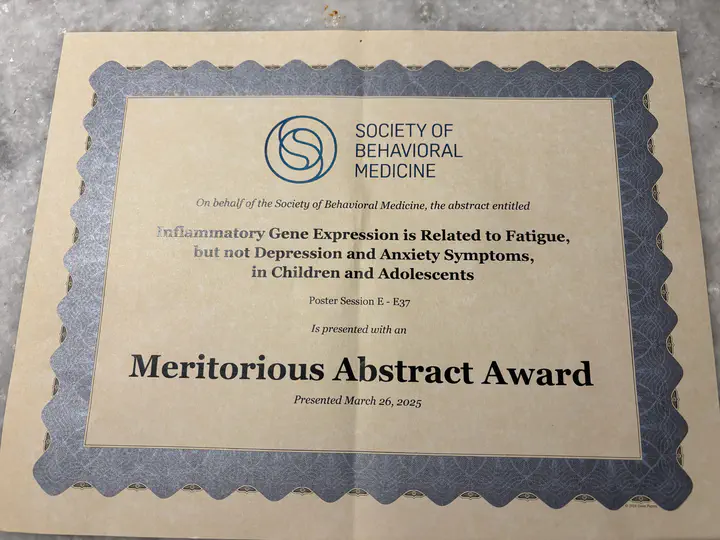 SOCIETY OF
BEHAVIORAL
MEDICINE
On behalf of the Society of Behavioral Medicine, the abstract entitled
Inflammatory Gene Expression is Related to Fatigue,
but not Depression and Anxiety Symptoms,
in Children and Adolescents
Poster Session E - E37
Is presented with an
Meritorious Abstract Award
Presented March 26, 2025